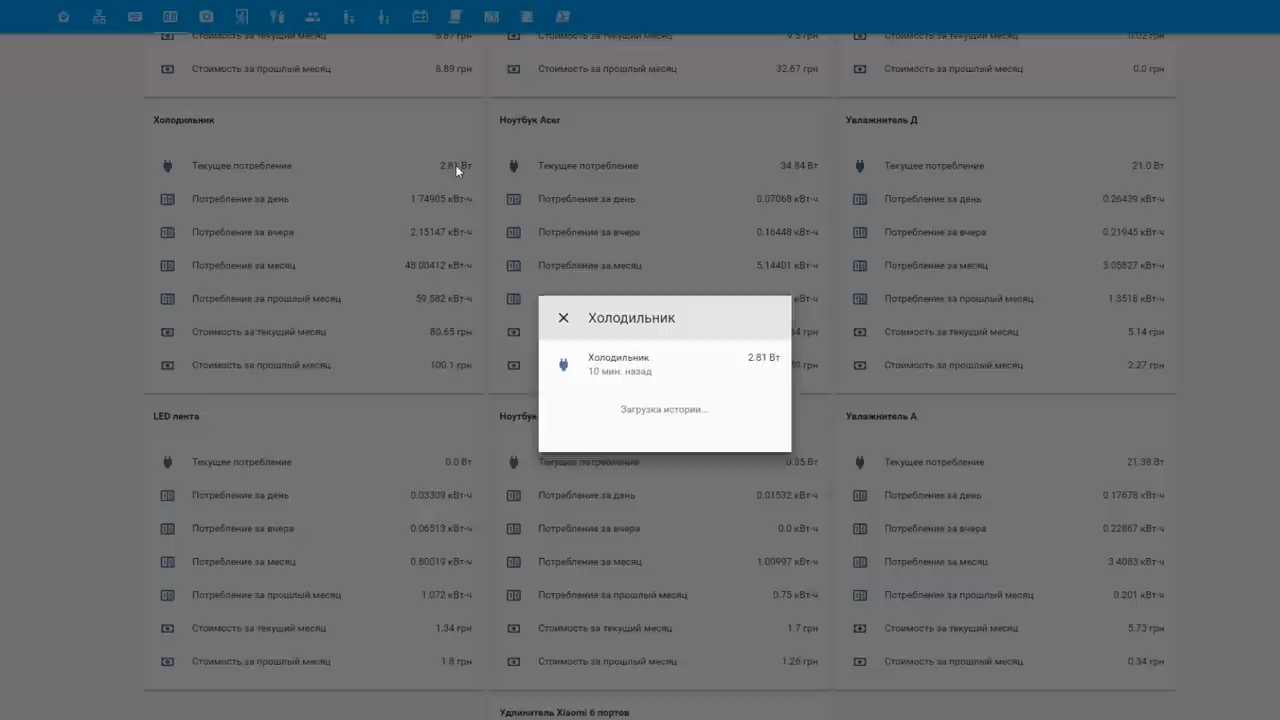 Стоимость за текущий месяц 6.67 грн
Стоимость за прошлый месяц 8.89 грн
Стоимость за текущий месяц 9.5 грн
Стоимость за прошлый месяц 32.67 грн
Стоимость за текущий месяц 0.02 грн
Стоимость за прошлый месяц 0.0 грн
Холодильник
Текущее потребление 2.81 Вт
Потребление за день 1.74905 кВт-ч
Потребление за вчера 2.15147 кВт-ч
Потребление за месяц 48.00412 кВт-ч
Потребление за прошлый месяц 59.582 кВт-ч
Стоимость за текущий месяц 80.65 грн
Стоимость за прошлый месяц 100.1 грн
Ноутбук Acer
Текущее потребление 34.84 Вт
Потребление за день 0.07068 кВт-ч
Потребление за вчера 0.16448 кВт-ч
Потребление за месяц 5.14401 кВт-ч
кВт-ч
грн
грн
Увлажнитель Д
Текущее потребление 21.0 Вт
Потребление за день 0.26439 кВт-ч
Потребление за вчера 0.21945 кВт-ч
Потребление за месяц 3.05827 кВт-ч
Потребление за прошлый месяц 1.3518 кВт-ч
Стоимость за текущий месяц 5.14 грн
Стоимость за прошлый месяц 2.27 грн
Холодильник
Холодильник 2.81 Вт
10 мин. назад
Загрузка истории...
LED лента
Текущее потребление 0.0 Вт
Потребление за день 0.03309 кВт-ч
Потребление за вчера 0.06513 кВт-ч
Потребление за месяц 0.80019 кВт-ч
Потребление за прошлый месяц 1.072 кВт-ч
Стоимость за текущий месяц 1.34 грн
Стоимость за прошлый месяц 1.8 грн
Ноутбук
Текущее потребление 0.05 Вт
Потребление за день 0.01532 кВт-ч
Потребление за вчера 0.0 кВт-ч
Потребление за месяц 1.00997 кВт-ч
Потребление за прошлый месяц 0.75 кВт-ч
Стоимость за текущий месяц 1.7 грн
Стоимость за прошлый месяц 1.26 грн
Увлажнитель А
Текущее потребление 21.38 Вт
Потребление за день 0.17678 кВт-ч
Потребление за вчера 0.22867 кВт-ч
Потребление за месяц 3.4083 кВт-ч
Потребление за прошлый месяц 0.201 кВт-ч
Стоимость за текущий месяц 5.73 грн
Стоимость за прошлый месяц 0.34 грн
Удлинитель Xiaomi 6 портов